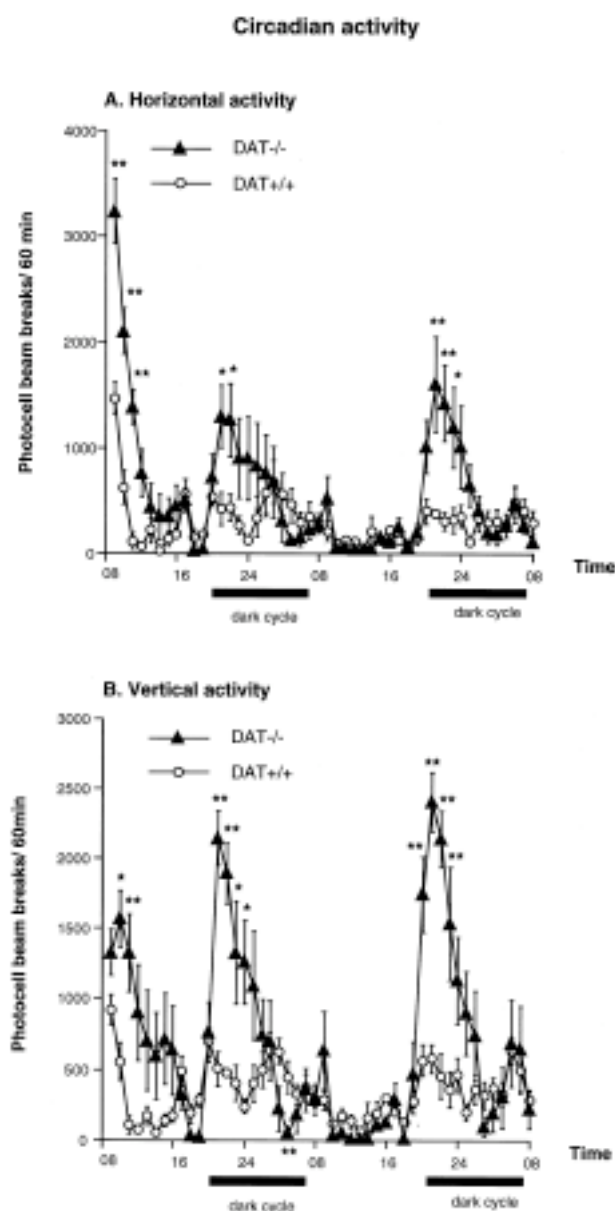 Circadian activity
A. Horizontal activity
4000
DAT-/-
DAT+/+
**
3000
**
**
2000
**
**
*
* *
1000
0
Photocell beam breaks/ 60 min
08 16 24 08 16 24 08
Time
dark cycle
dark cycle
B. Vertical activity
3000
DAT-/-
DAT+/+
2500
**
**
**
**
**
**
2000
*
*
*
**
1500
1000
500
0
**
Photocell beam breaks/ 60min
08 16 24 08 16 24 08
Time
dark cycle
dark cycle